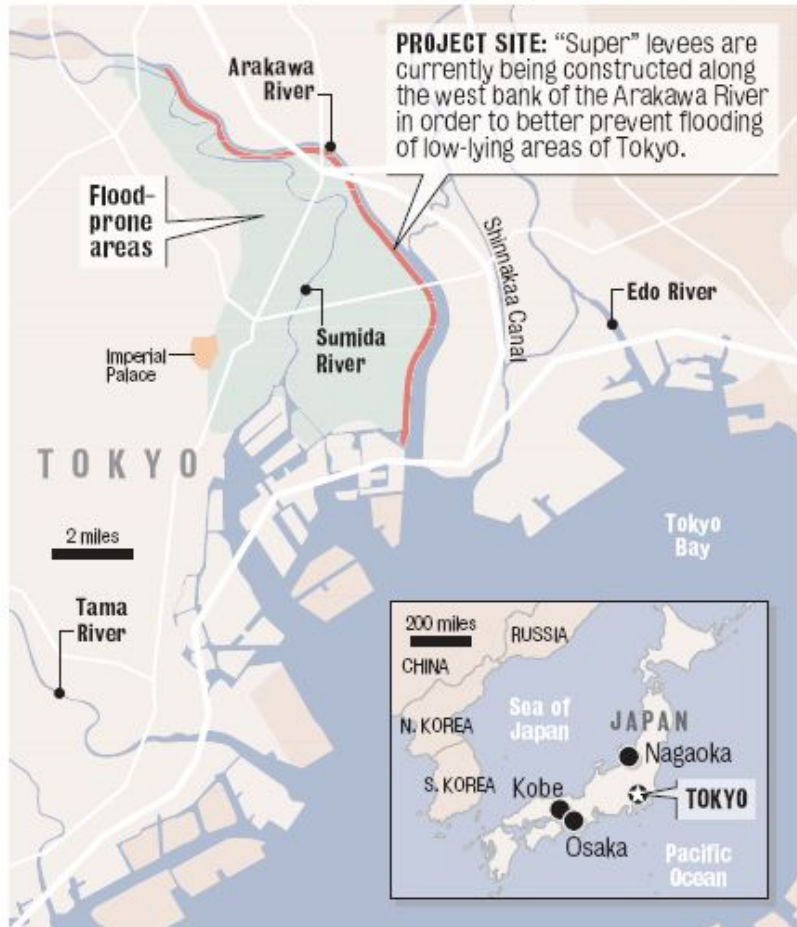 PROJECT SITE: “Super” levees are
currently being constructed along
the west bank of the Arakawa River
in order to better prevent flooding
of low-lying areas of Tokyo.
Arakawa
River
Flood-
prone
areas
Shinnakaa Canal
Edo River
Sumida
River
Imperial
Palace
TOKYO
2 miles
Tokyo
Bay
Tama
River
200 miles
RUSSIA
CHINA
Sea of
Japan
JAPAN
N. KOREA
Nagaoka
S. KOREA
Kobe
TOKYO
Osaka
Pacific
Ocean